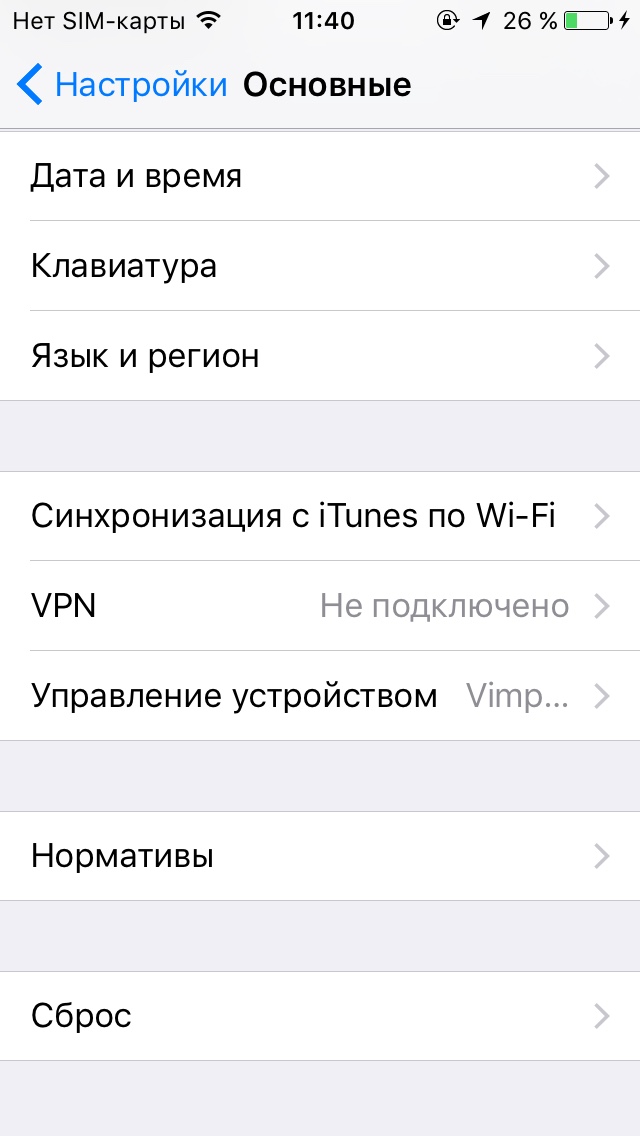 Нет SIM-карты 11:40 26 %
Настройки Основные
Дата и время
Клавиатура
Язык и регион
Синхронизация с iTunes по Wi-Fi
VPN Не подключено
Управление устройством Vimp...
Нормативы
Сброс